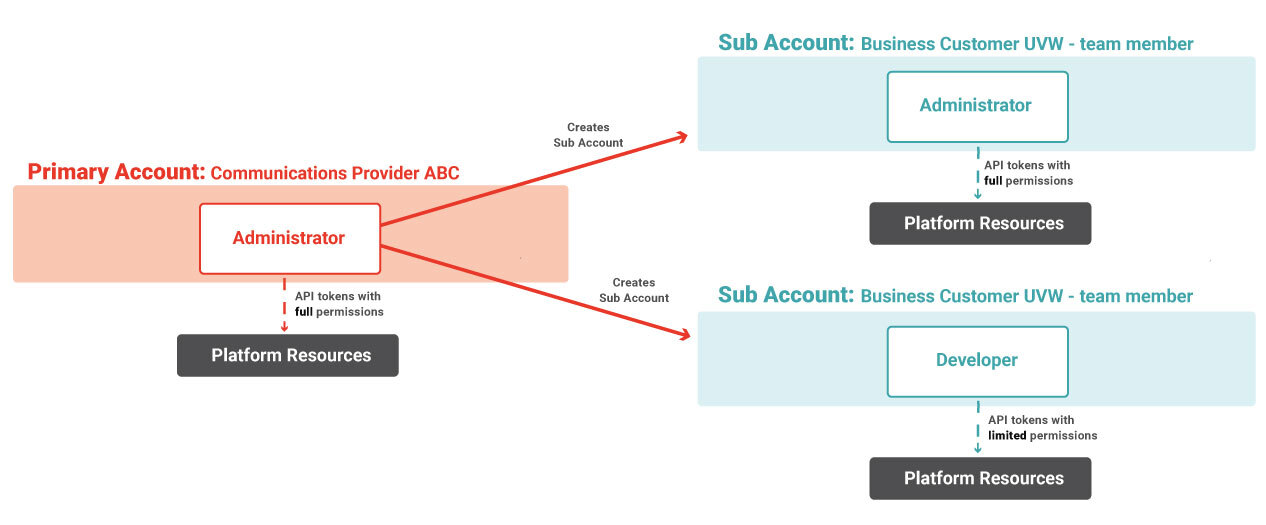 Primary Account: Communications Provider ABC
Administrator
API tokens with
full permissions
Platform Resources
Creates
Sub Account
Creates
Sub Account
Sub Account: Business Customer UVW - team member
Administrator
API tokens with
full permissions
Platform Resources
Sub Account: Business Customer UVW - team member
Developer
API tokens with
limited permissions
Platform Resources